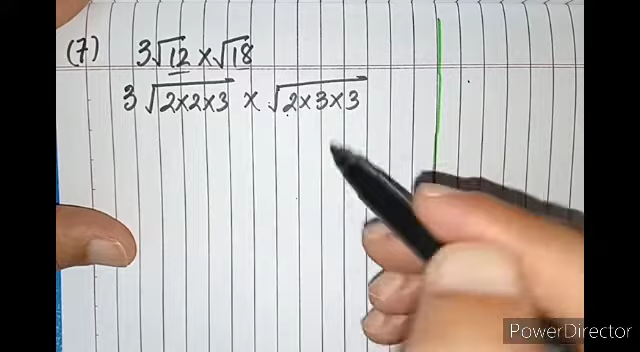 (7) 3√12 × √18
3 √2×2×3 × √2×3×3
PowerDirector